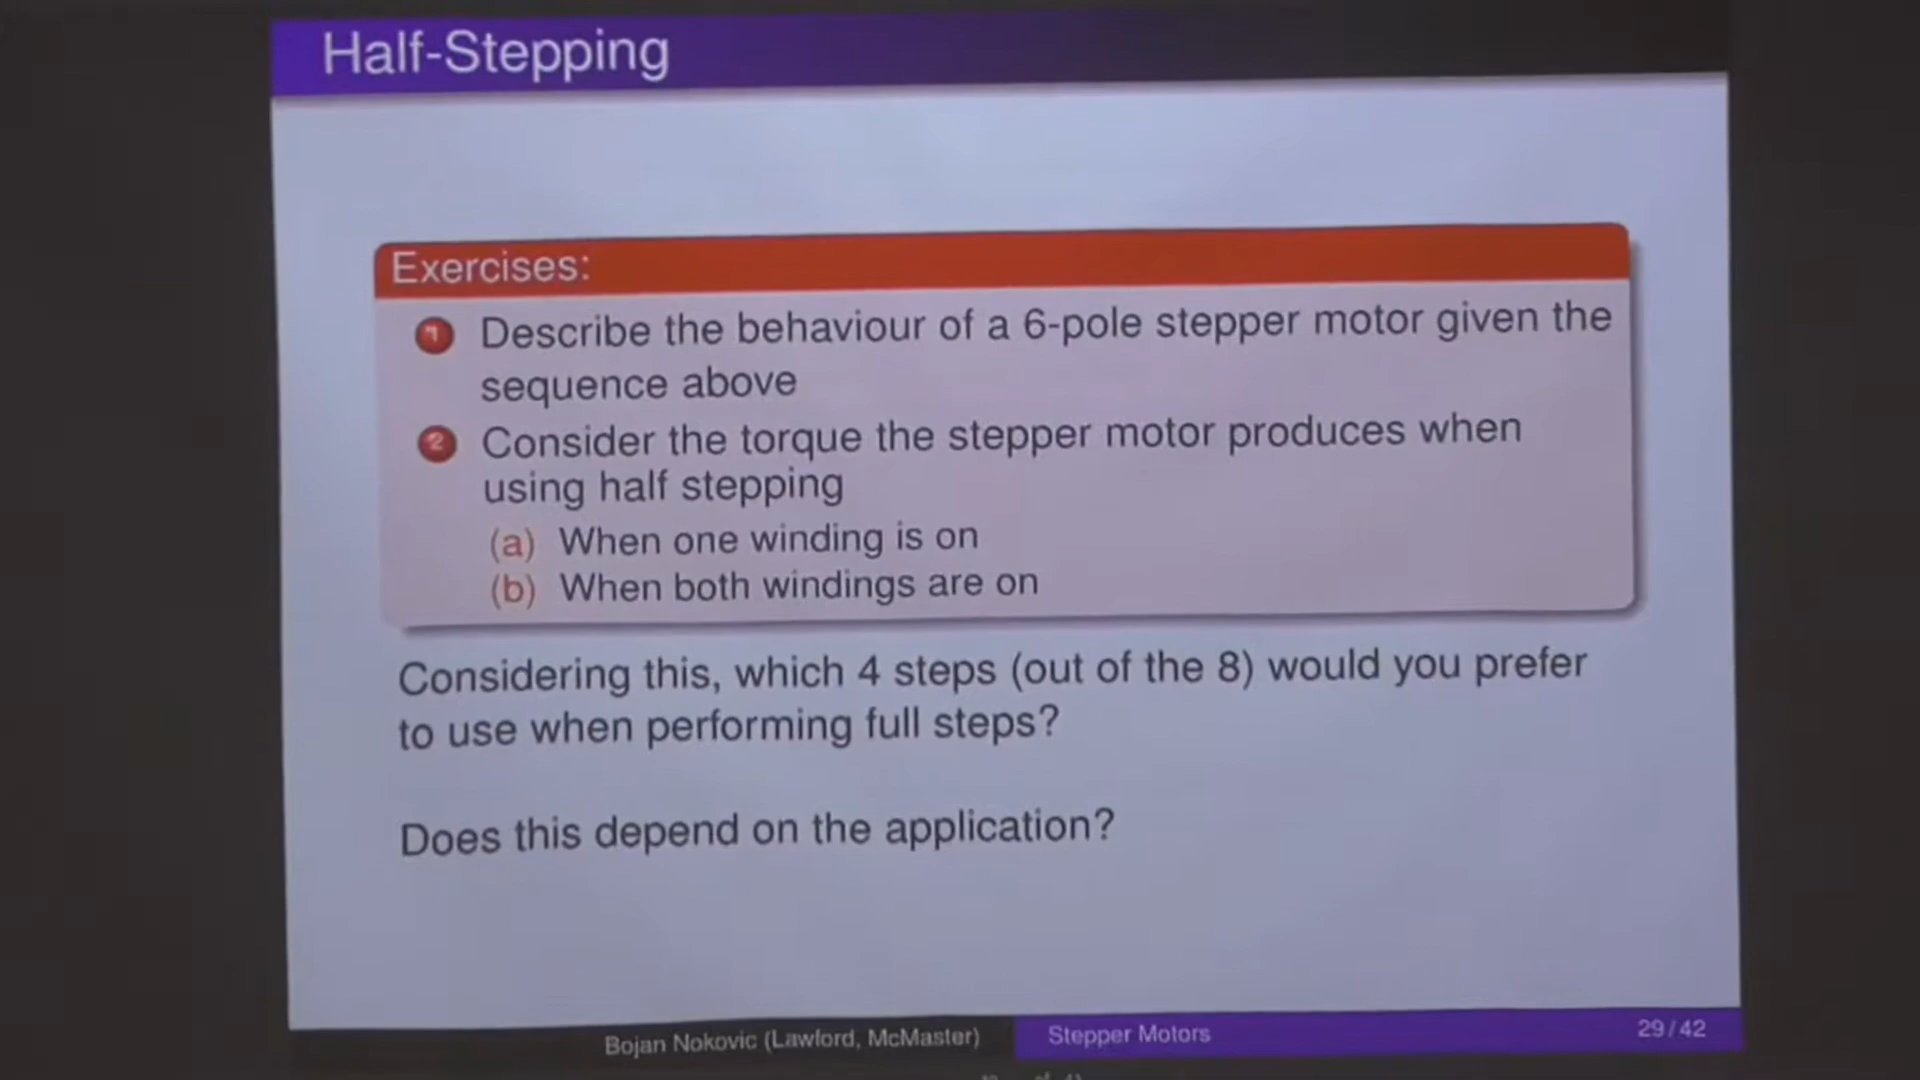 Half-Stepping
Exercises:
1 Describe the behaviour of a 6-pole stepper motor given the
sequence above
2 Consider the torque the stepper motor produces when
using half stepping
(a) When one winding is on
(b) When both windings are on
Considering this, which 4 steps (out of the 8) would you prefer
to use when performing full steps?
Does this depend on the application?
Bojan Nokovic (Lawford, McMaster) Stepper Motors 29/42